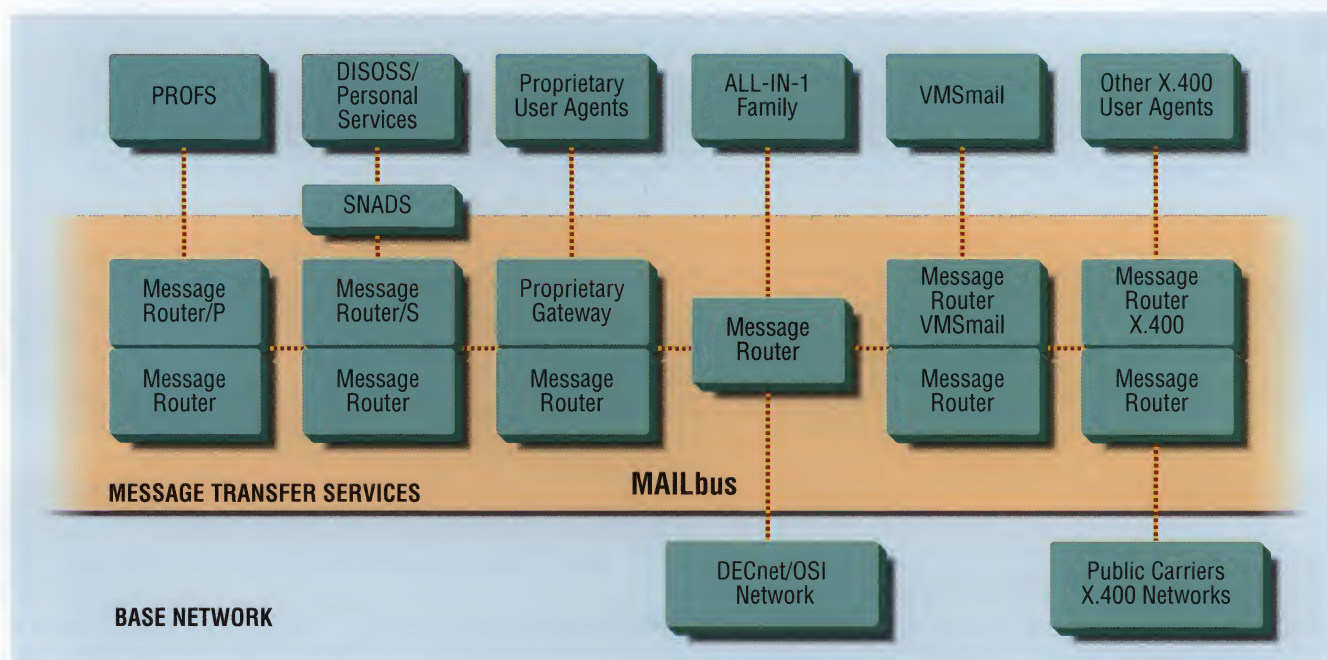 PROFS
DISOSS/
Personal
Services
Proprietary
User Agents
ALL-IN-1
Family
VMSmail
Other X.400
User Agents
SNADS
Message
Router/P
Message
Router/S
Proprietary
Gateway
Message
Router
Message
Router
VMSmail
Message
Router
X.400
Message
Router
Message
Router
Message
Router
Message
Router
Message
Router
MESSAGE TRANSFER SERVICES
MAILbus
DECnet/OSI
Network
Public Carriers
X.400 Networks
BASE NETWORK